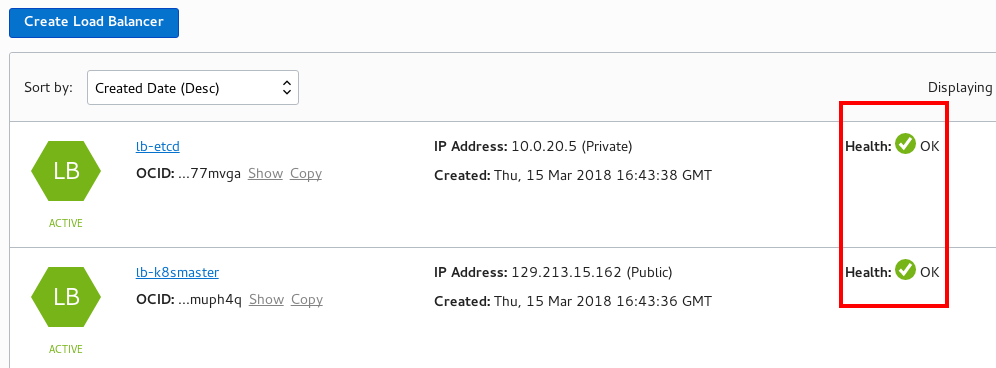 Create Load Balancer
Sort by: Created Date (Desc) Displaying
LB lb-etcd IP Address: 10.0.20.5 (Private) Health: OK
OCID: ...77mvga Show Copy Created: Thu, 15 Mar 2018 16:43:38 GMT
ACTIVE
LB lb-k8smaster IP Address: 129.213.15.162 (Public) Health: OK
OCID: ...muph4q Show Copy Created: Thu, 15 Mar 2018 16:43:36 GMT
ACTIVE